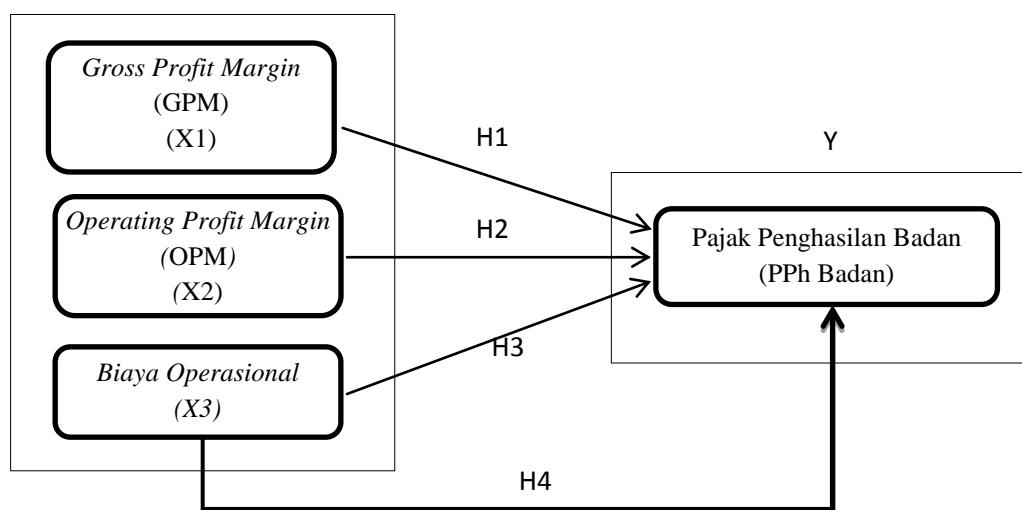 Gross Profit Margin
(GPM)
(X1)
Operating Profit Margin
(OPM)
(X2)
Biaya Operasional
(X3)
H1
H2
H3
H4
Y
Pajak Penghasilan Badan
(PPh Badan)